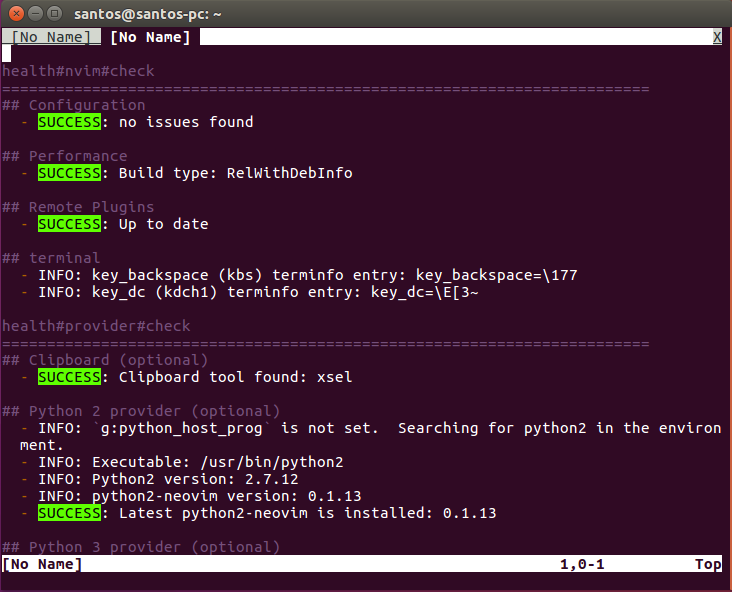 santos@santos-pc: ~
[No Name] [No Name] X
health#nvim#check
========================================================================
## Configuration
- SUCCESS: no issues found
## Performance
- SUCCESS: Build type: RelWithDebInfo
## Remote Plugins
- SUCCESS: Up to date
## terminal
- INFO: key_backspace (kbs) terminfo entry: key_backspace=\177
- INFO: key_dc (kdch1) terminfo entry: key_dc=\E[3~
health#provider#check
========================================================================
## Clipboard (optional)
- SUCCESS: Clipboard tool found: xsel
## Python 2 provider (optional)
- INFO: `g:python_host_prog` is not set.  Searching for python2 in the environ
ment.
- INFO: Executable: /usr/bin/python2
- INFO: Python2 version: 2.7.12
- INFO: python2-neovim version: 0.1.13
- SUCCESS: Latest python2-neovim is installed: 0.1.13
## Python 3 provider (optional)
[No Name] 1,0-1 Top